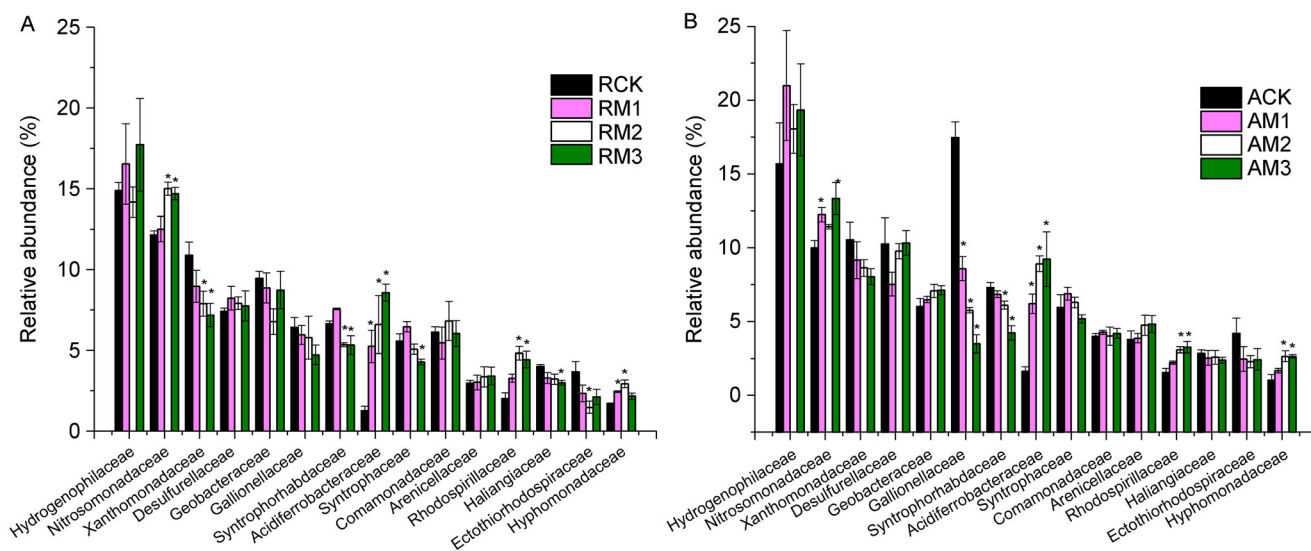 A
Relative abundance (%)
25
20
15
10
5
0
RCK
RM1
RM2
RM3
* *
* *
* *
* * *
*
* *
*
*
* *
Hydrogenophilaceae
Nitrosomonadaceae
Xanthomonadaceae
Desulfurellaceae
Geobacteraceae
Gallionellaceae
Syntrophorhabdaceae
Acidiferrobacteraceae
Syntrophaceae
Comamonadaceae
Arenicellaceae
Rhodospirillaceae
Haliangiaceae
Ectothiorhodospiraceae
Hyphomonadaceae
B
Relative abundance (%)
25
20
15
10
5
0
ACK
AM1
AM2
AM3
* *
* * *
* *
* * *
* *
* *
Hydrogenophilaceae
Nitrosomonadaceae
Xanthomonadaceae
Desulfurellaceae
Geobacteraceae
Gallionellaceae
Syntrophorhabdaceae
Acidiferrobacteraceae
Syntrophaceae
Comamonadaceae
Arenicellaceae
Rhodospirillaceae
Haliangiaceae
Ectothiorhodospiraceae
Hyphomonadaceae